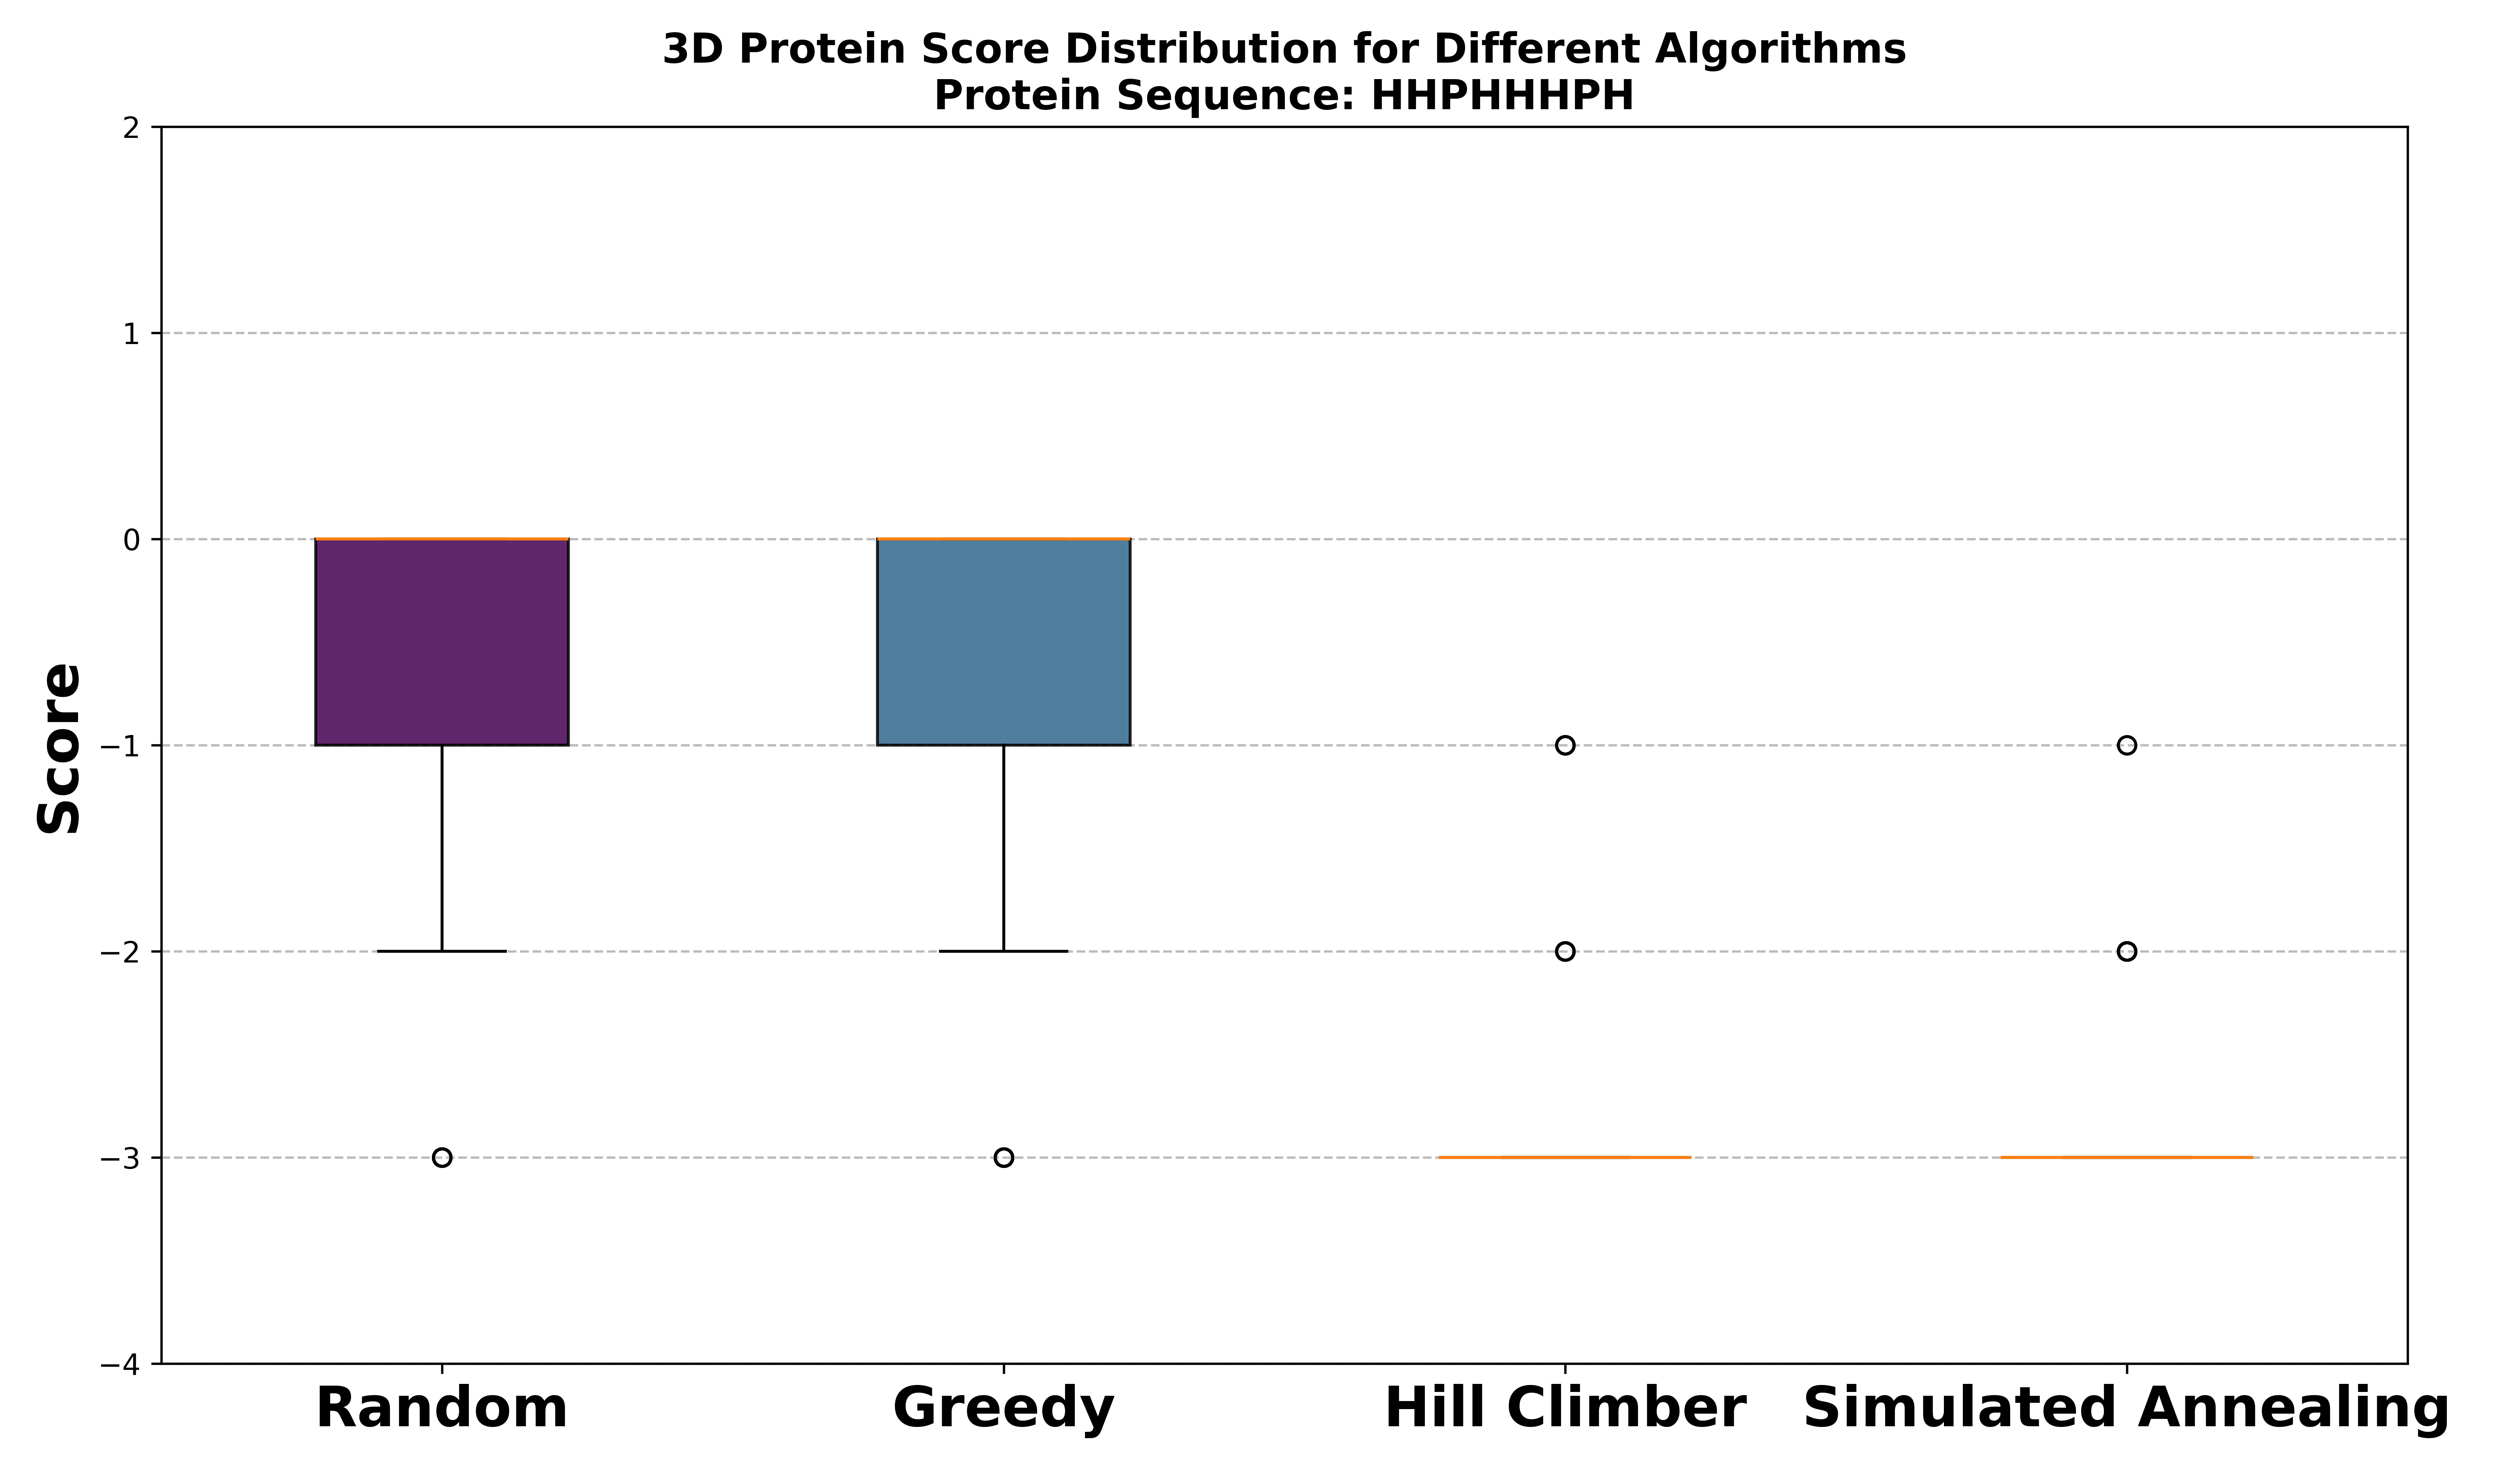 3D Protein Score Distribution for Different Algorithms
Protein Sequence: HHPHHHPH
2
1
0
−1
−2
−3
−4
Score
Random Greedy Hill Climber Simulated Annealing